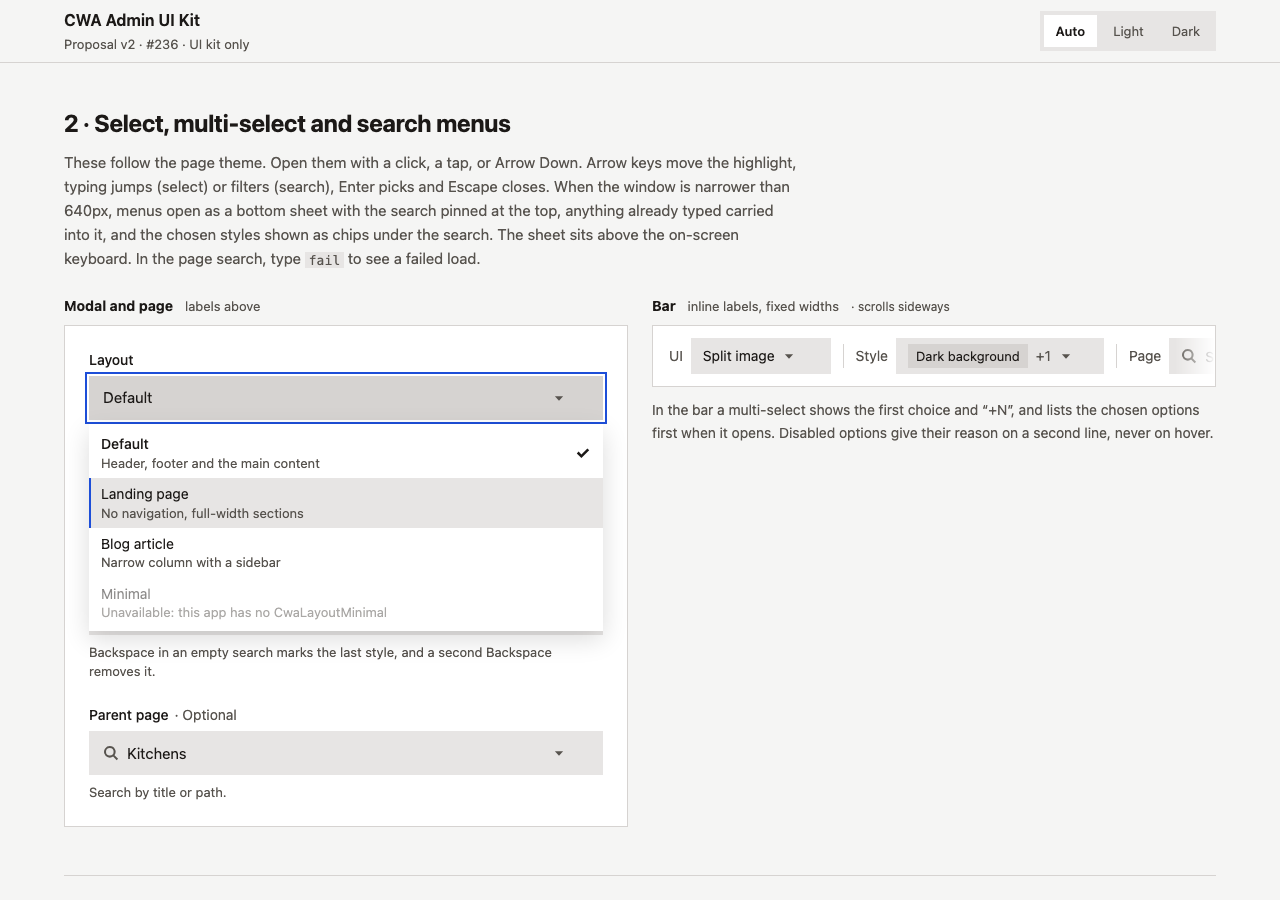 CWA Admin UI Kit
Proposal v2 · #236 · UI kit only
Auto
Light
Dark
2 · Select, multi-select and search menus
These follow the page theme. Open them with a click, a tap, or Arrow Down. Arrow keys move the highlight,
typing jumps (select) or filters (search), Enter picks and Escape closes. When the window is narrower than
640px, menus open as a bottom sheet with the search pinned at the top, anything already typed carried
into it, and the chosen styles shown as chips under the search. The sheet sits above the on-screen
keyboard. In the page search, type fail to see a failed load.
Modal and page labels above
Layout
Default
Default
Header, footer and the main content
Landing page
No navigation, full-width sections
Blog article
Narrow column with a sidebar
Minimal
Unavailable: this app has no CwaLayoutMinimal
Backspace in an empty search marks the last style, and a second Backspace
removes it.
Parent page · Optional
Kitchens
Search by title or path.
Bar inline labels, fixed widths · scrolls sideways
UI Split image Style Dark background +1 Page
In the bar a multi-select shows the first choice and “+N”, and lists the chosen options
first when it opens. Disabled options give their reason on a second line, never on hover.